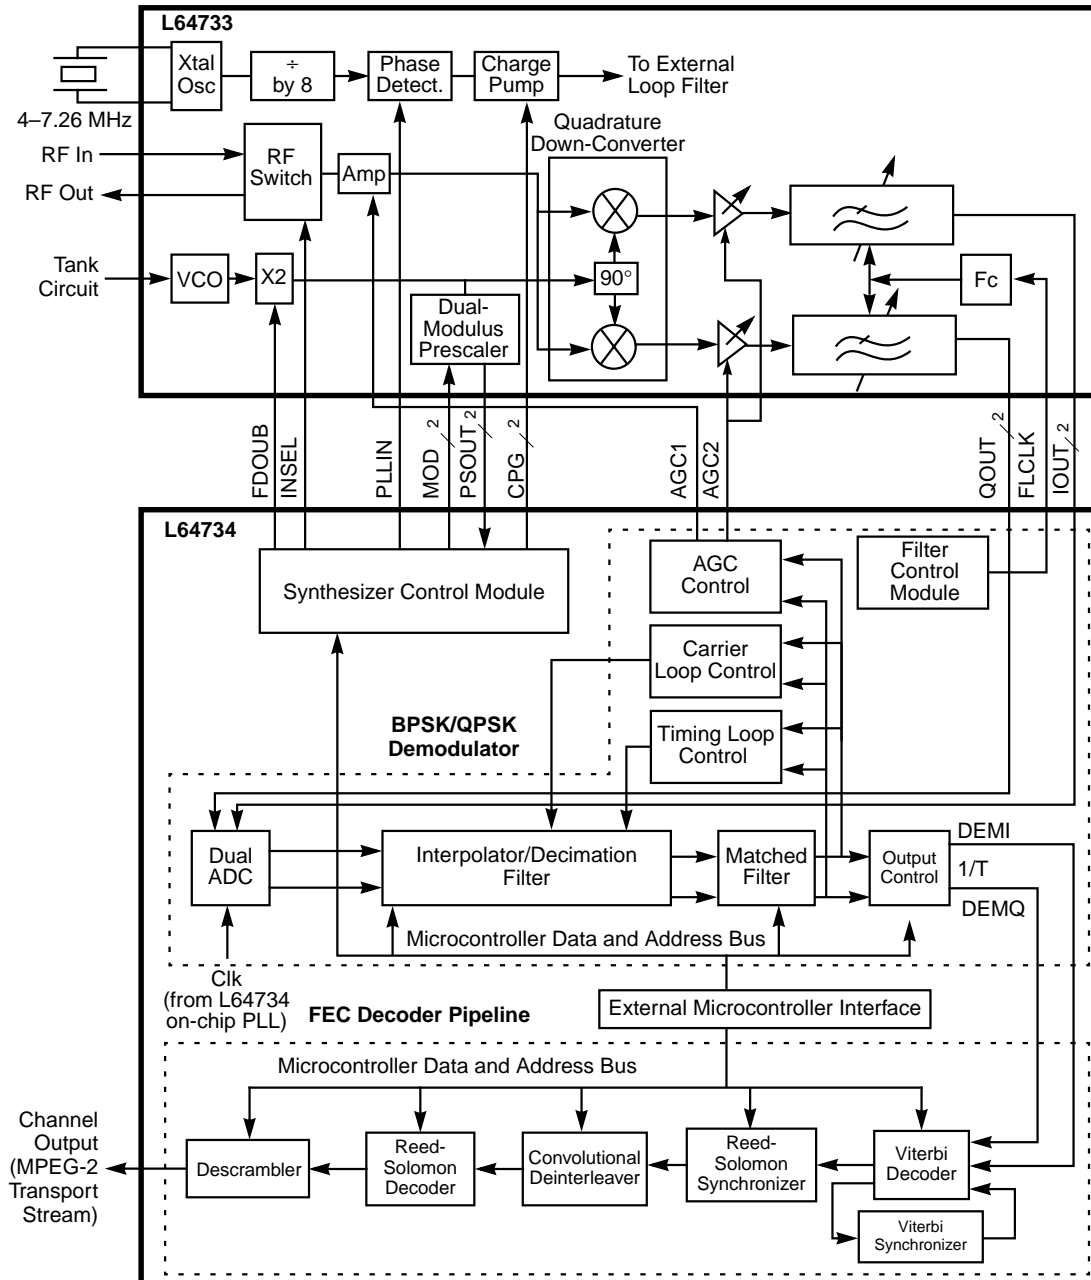 L64733
Xtal
Osc
÷
by 8
Phase
Detect.
Charge
Pump
To External
Loop Filter
4–7.26 MHz
Quadrature
Down-Converter
RF In
RF
Switch
Amp
RF Out
Tank
Circuit
VCO
X2
90°
Fc
Dual-
Modulus
Prescaler
FDOUB
INSEL
PLLIN
MOD
2
PSOUT
2
CPG
2
AGC1
AGC2
QOUT
2
FLCLK
IOUT
2
L64734
Synthesizer Control Module
AGC
Control
Filter
Control
Module
Carrier
Loop Control
BPSK/QPSK
Demodulator
Timing Loop
Control
Dual
ADC
Interpolator/Decimation
Filter
Matched
Filter
Output
Control
DEMI
1/T
DEMQ
Microcontroller Data and Address Bus
Clk
(from L64734
on-chip PLL)
FEC Decoder Pipeline
External Microcontroller Interface
Microcontroller Data and Address Bus
Channel
Output
(MPEG-2
Transport
Stream)
Descrambler
Reed-
Solomon
Decoder
Convolutional
Deinterleaver
Reed-
Solomon
Synchronizer
Viterbi
Decoder
Viterbi
Synchronizer